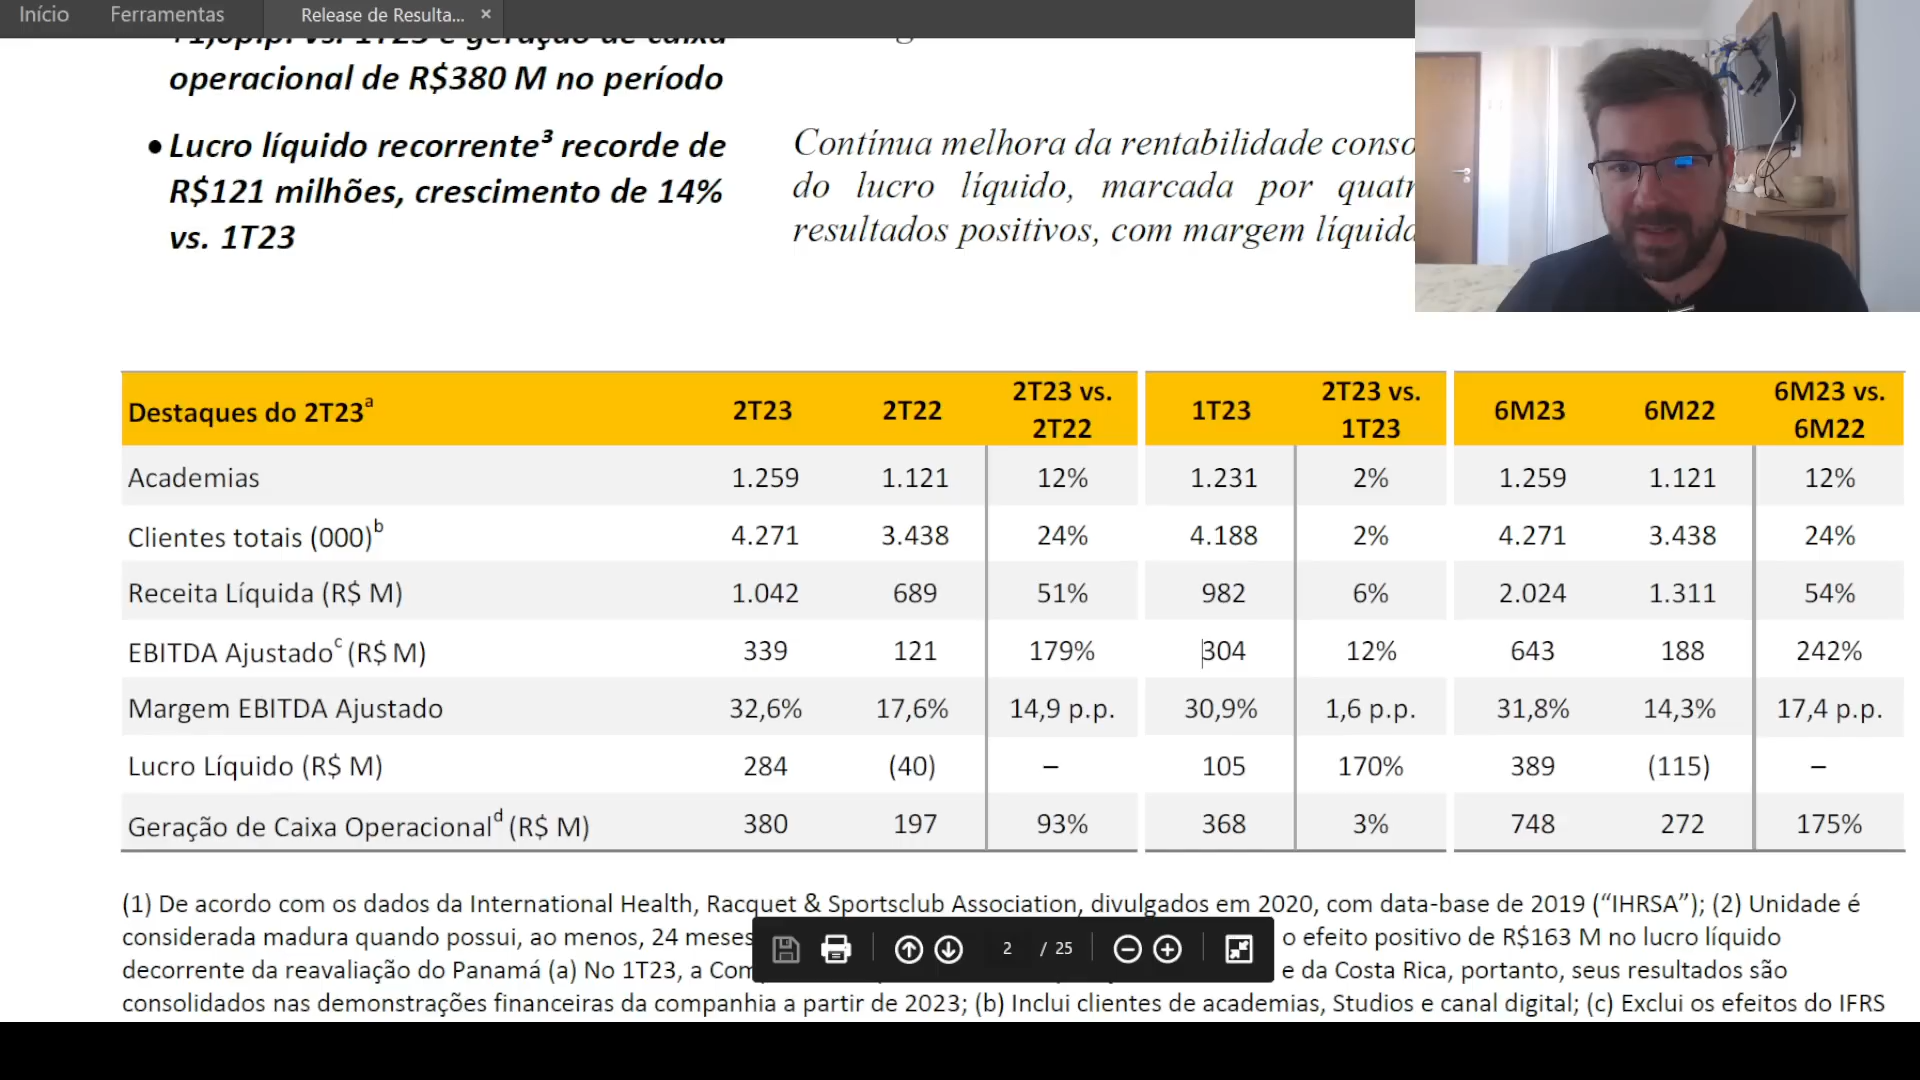 Início Ferramentas Release de Resulta... ×
operacional de R$380 M no período
• Lucro líquido recorrente³ recorde de
R$121 milhões, crescimento de 14%
vs. 1T23
Contínua melhora da rentabilidade conso
do lucro líquido, marcada por quatr
resultados positivos, com margem líquida
Destaques do 2T23ᵃ 2T23 2T22 2T23 vs. 2T22 1T23 2T23 vs. 1T23 6M23 6M22 6M23 vs. 6M22
Academias 1.259 1.121 12% 1.231 2% 1.259 1.121 12%
Clientes totais (000)ᵇ 4.271 3.438 24% 4.188 2% 4.271 3.438 24%
Receita Líquida (R$ M) 1.042 689 51% 982 6% 2.024 1.311 54%
EBITDA Ajustadoᶜ (R$ M) 339 121 179% 304 12% 643 188 242%
Margem EBITDA Ajustado 32,6% 17,6% 14,9 p.p. 30,9% 1,6 p.p. 31,8% 14,3% 17,4 p.p.
Lucro Líquido (R$ M) 284 (40) – 105 170% 389 (115) –
Geração de Caixa Operacionalᵈ (R$ M) 380 197 93% 368 3% 748 272 175%
(1) De acordo com os dados da International Health, Racquet & Sportsclub Association, divulgados em 2020, com data-base de 2019 (“IHRSA”); (2) Unidade é
considerada madura quando possui, ao menos, 24 meses o efeito positivo de R$163 M no lucro líquido
decorrente da reavaliação do Panamá (a) No 1T23, a Com e da Costa Rica, portanto, seus resultados são
2 / 25
consolidados nas demonstrações financeiras da companhia a partir de 2023; (b) Inclui clientes de academias, Studios e canal digital; (c) Exclui os efeitos do IFRS